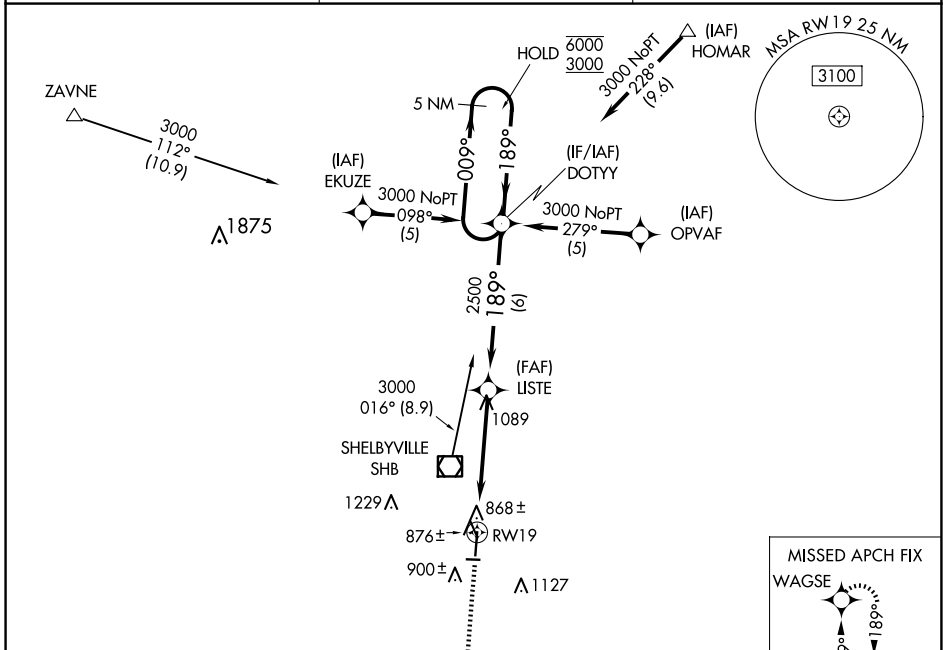 MSA RW19 25 NM
3100
(IAF)
HOMAR
3000 NoPT
228°
(9.6)
HOLD 6000
3000
5 NM
009°
189°
ZAVNE
3000
112°
(10.9)
(IAF)
EKUZE
3000 NoPT
098°
(5)
(IF/IAF)
DOTYY
3000 NoPT
279°
(5)
(IAF)
OPVAF
1875
2500
189°
(6)
(FAF)
LISTE
3000
016° (8.9)
1089
SHELBYVILLE
SHB
1229
868±
876±
RW19
900±
1127
MISSED APCH FIX
WAGSE
189°